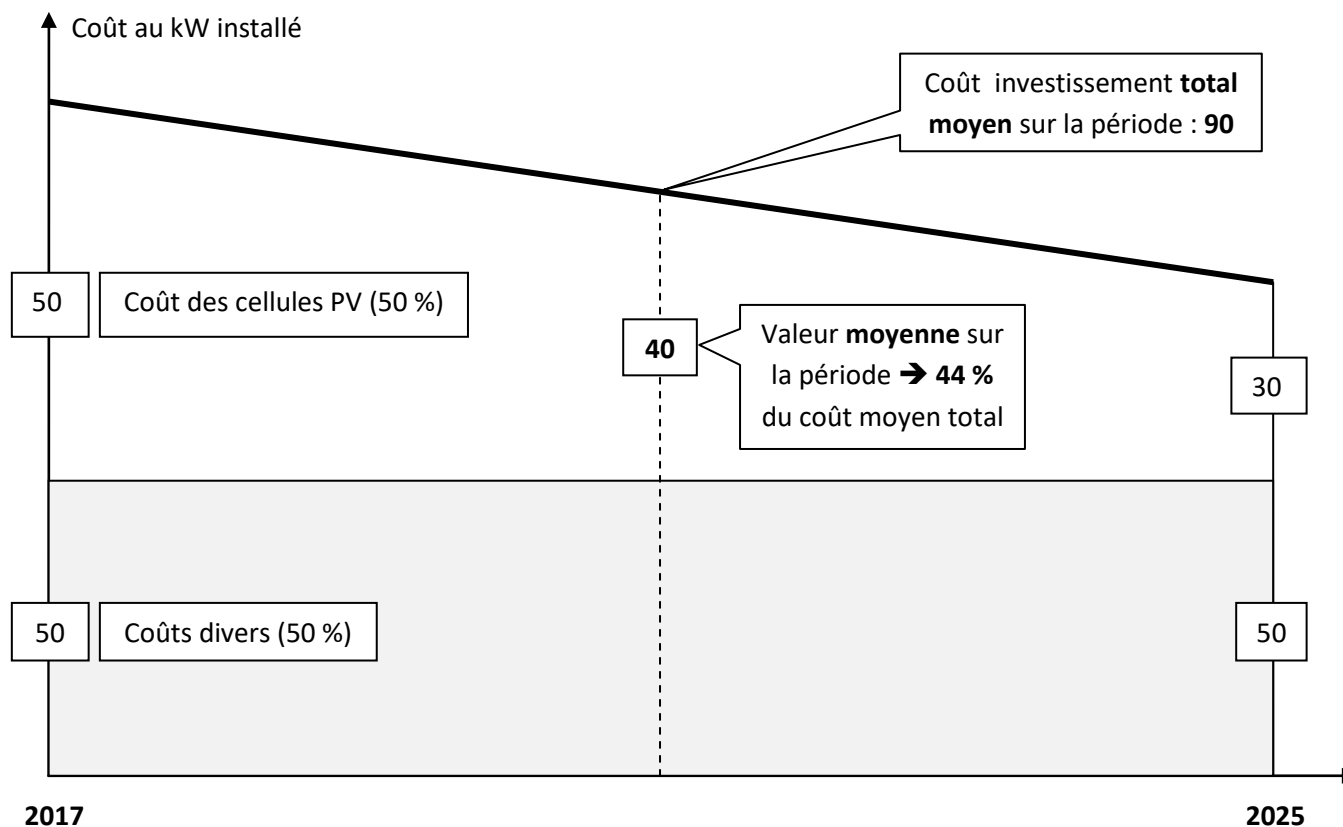 Coût au kW installé
Coût investissement total
moyen sur la période : 90
50
Coût des cellules PV (50 %)
40
Valeur moyenne sur
la période ➔ 44 %
du coût moyen total
30
50
Coûts divers (50 %)
50
2017
2025